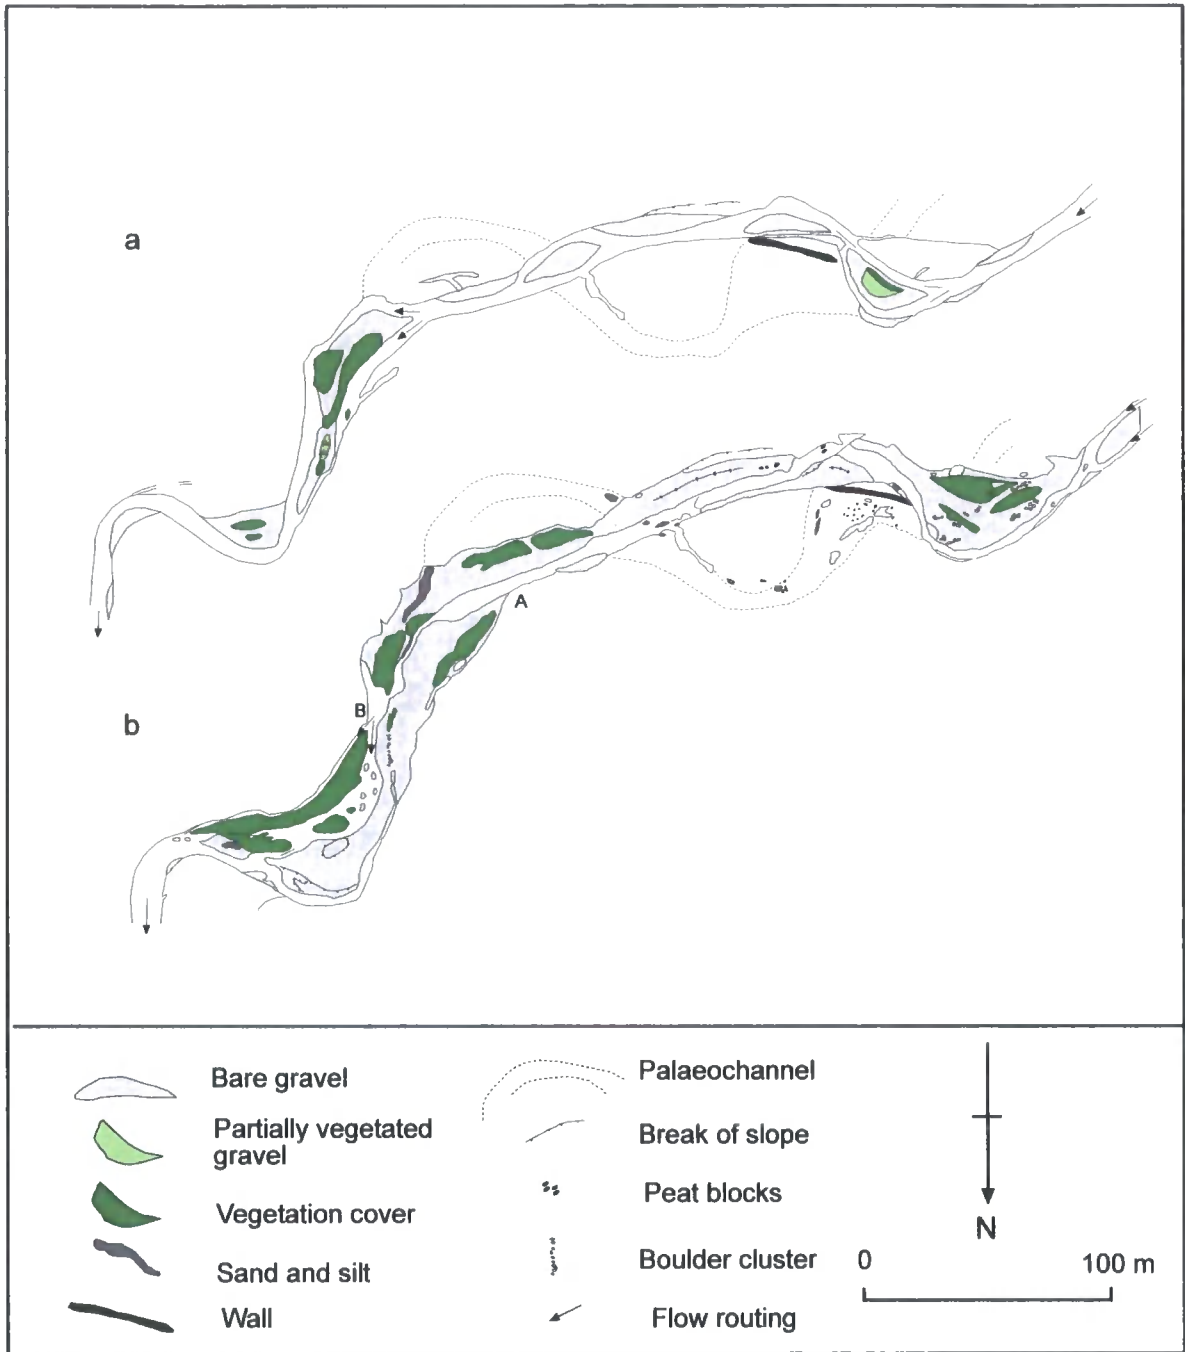 a
A
B
b
Bare gravel
Partially vegetated
gravel
Vegetation cover
Sand and silt
Wall
Palaeochannel
Break of slope
Peat blocks
Boulder cluster
Flow routing
N
0 100 m